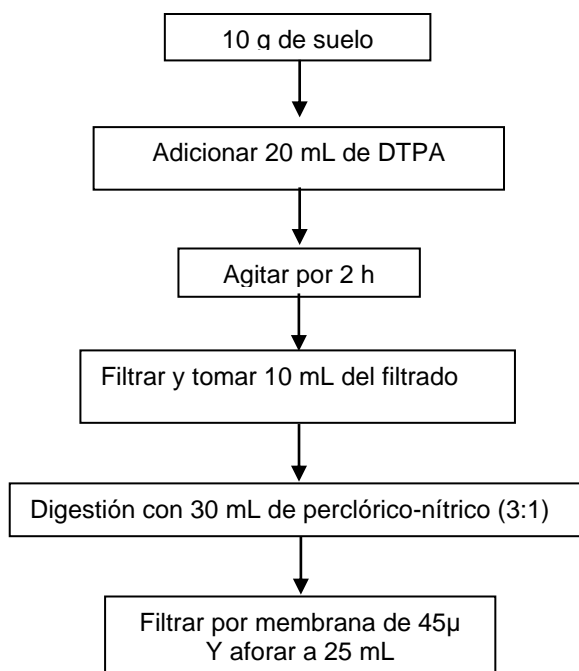 10 g de suelo
Adicionar 20 mL de DTPA
Agitar por 2 h
Filtrar y tomar 10 mL del filtrado
Digestión con 30 mL de perclórico-nítrico (3:1)
Filtrar por membrana de 45µ
Y aforar a 25 mL